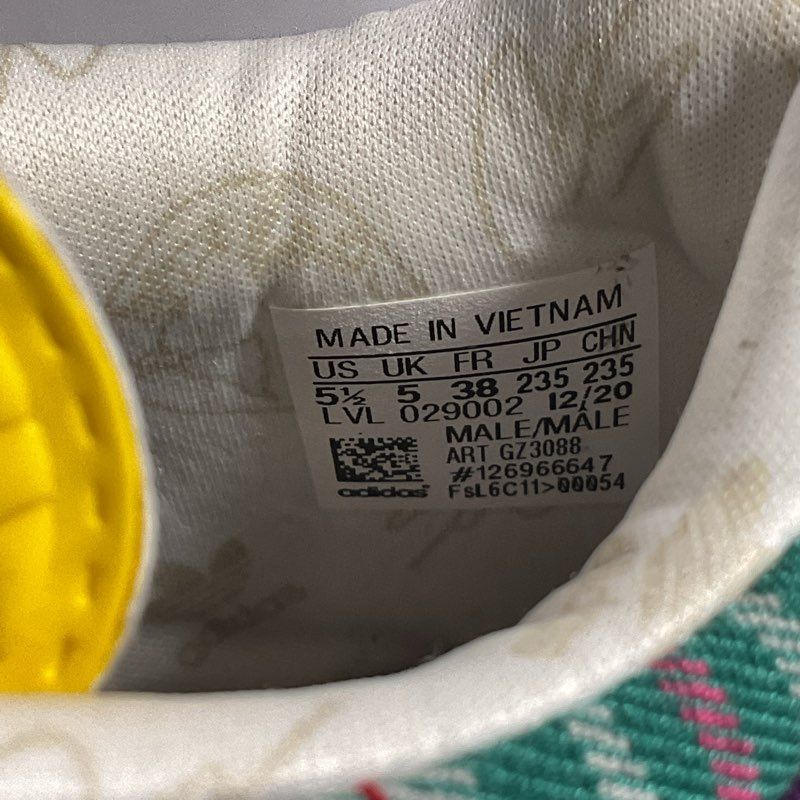 MADE IN VIETNAM
US UK FR JP CHN
5½ 5 38 235 235
LVL 029002 12/20
MALE/MÂLE
ART GZ3088
#126966647
adidas® FsL6C11>00054